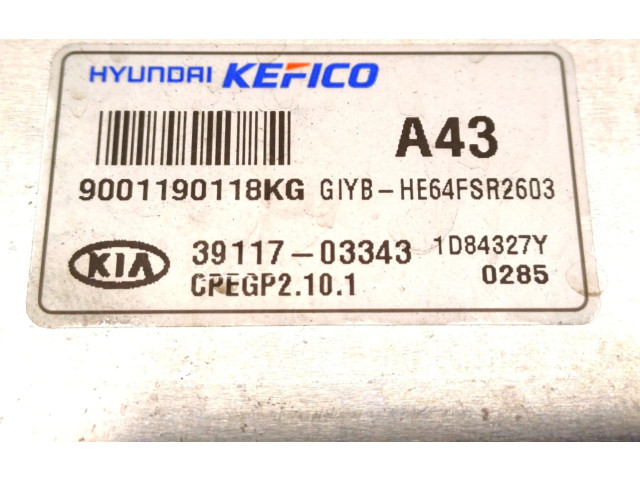 HYUNDAI KEFICO
A43
9001190118KG GIYB-HE64FSR2603
KIA 39117-03343 1D84327Y
CPEGP2.10.1 0285